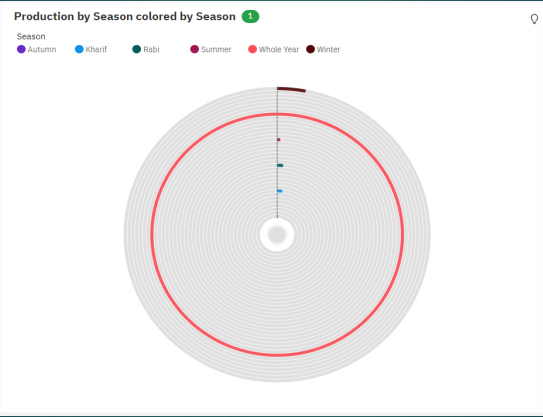 Production by Season colored by Season 1
Season
Autumn Kharif Rabi Summer Whole Year Winter